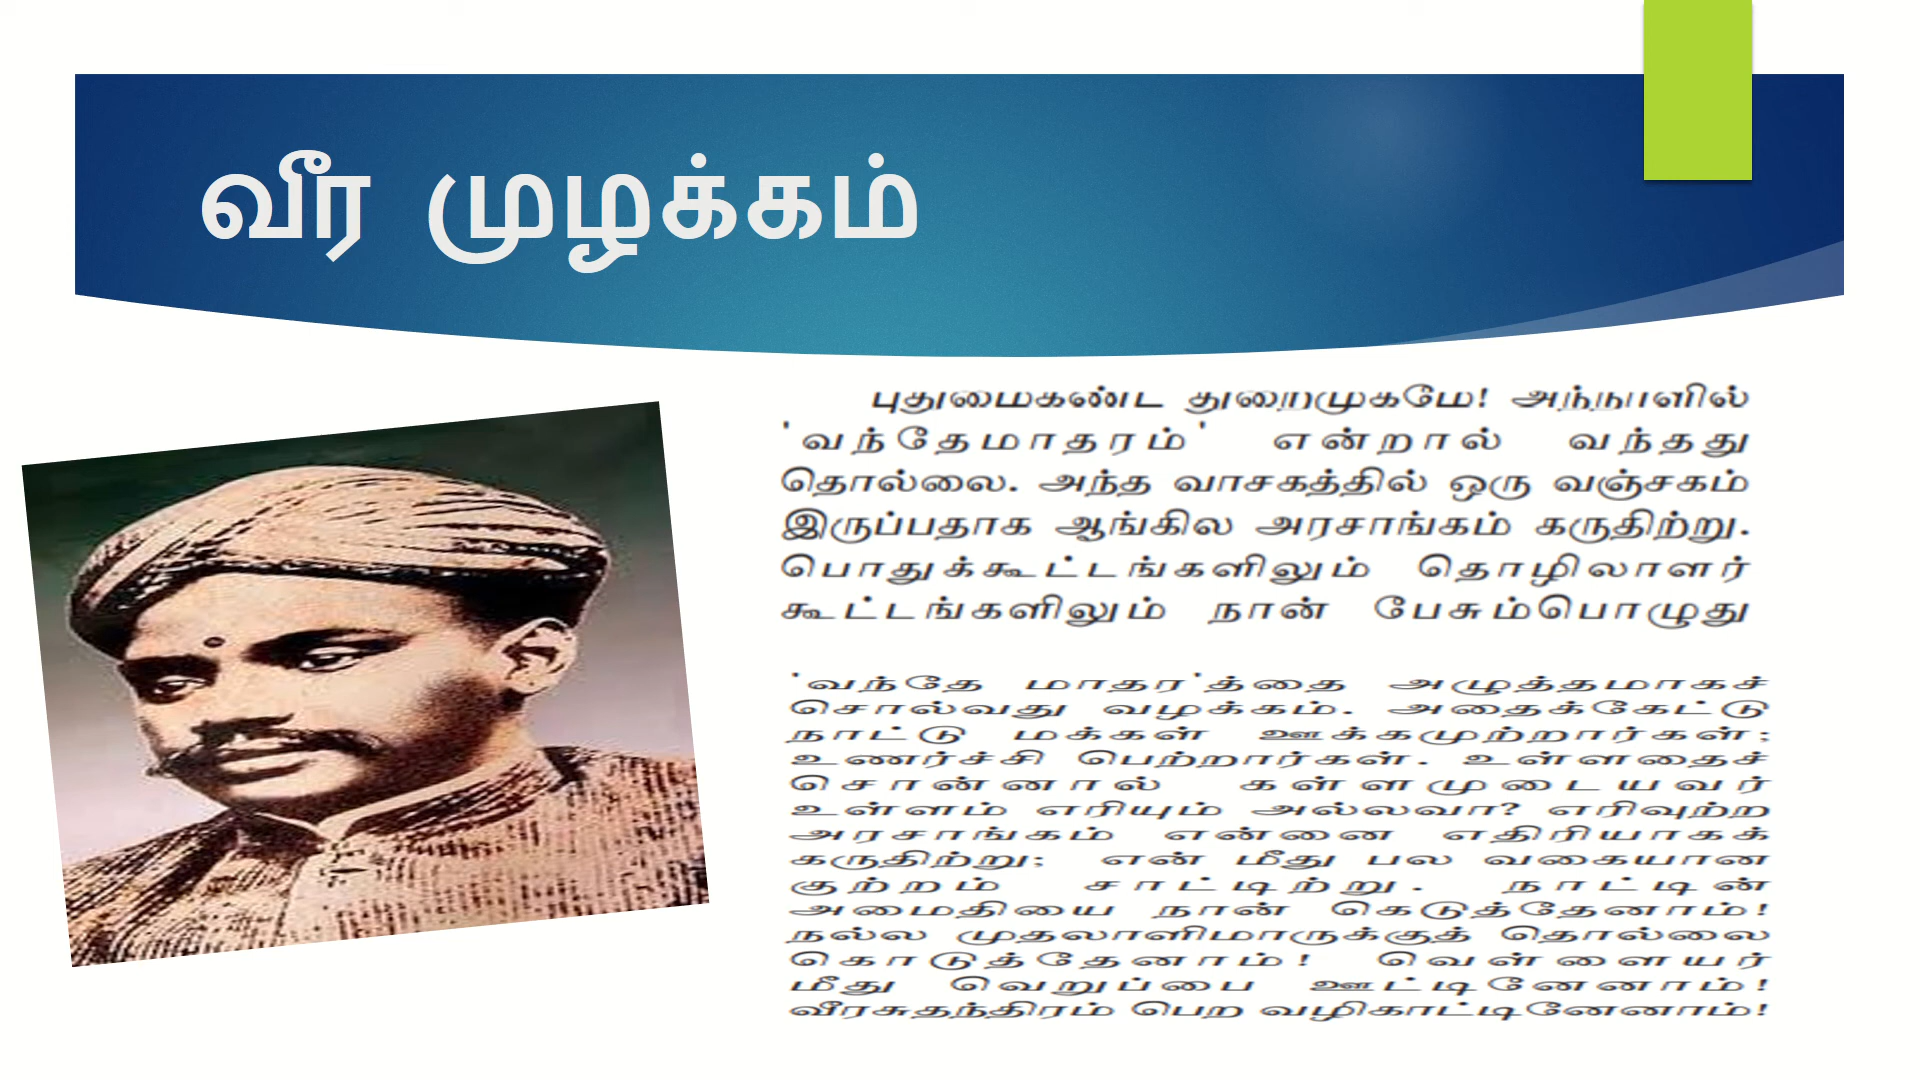 வீர முழக்கம்
புதுமைகண்ட துறைமுகமே! அந்நாளில்
'வந்தேமாதரம்' என்றால் வந்தது
தொல்லை. அந்த வாசகத்தில் ஒரு வஞ்சகம்
இருப்பதாக ஆங்கில அரசாங்கம் கருதிற்று.
பொதுக்கூட்டங்களிலும் தொழிலாளர்
கூட்டங்களிலும் நான் பேசும்பொழுது
'வந்தே மாதர'த்தை அழுத்தமாகச்
சொல்வது வழக்கம். அதைக்கேட்டு
நாட்டு மக்கள் ஊக்கமுற்றார்கள்;
உணர்ச்சி பெற்றார்கள். உள்ளதைச்
சொன்னால் கள்ளமுடையவர்
உள்ளம் எரியும் அல்லவா? எரிவுற்ற
அரசாங்கம் என்னை எதிரியாகக்
கருதிற்று; என் மீது பல வகையான
குற்றம் சாட்டிற்று. நாட்டின்
அமைதியை நான் கெடுத்தேனாம்!
நல்ல முதலாளிமாருக்குத் தொல்லை
கொடுத்தேனாம்! வெள்ளையர்
மீது வெறுப்பை ஊட்டினேனாம்!
வீரசுதந்திரம் பெற வழிகாட்டினேனாம்!